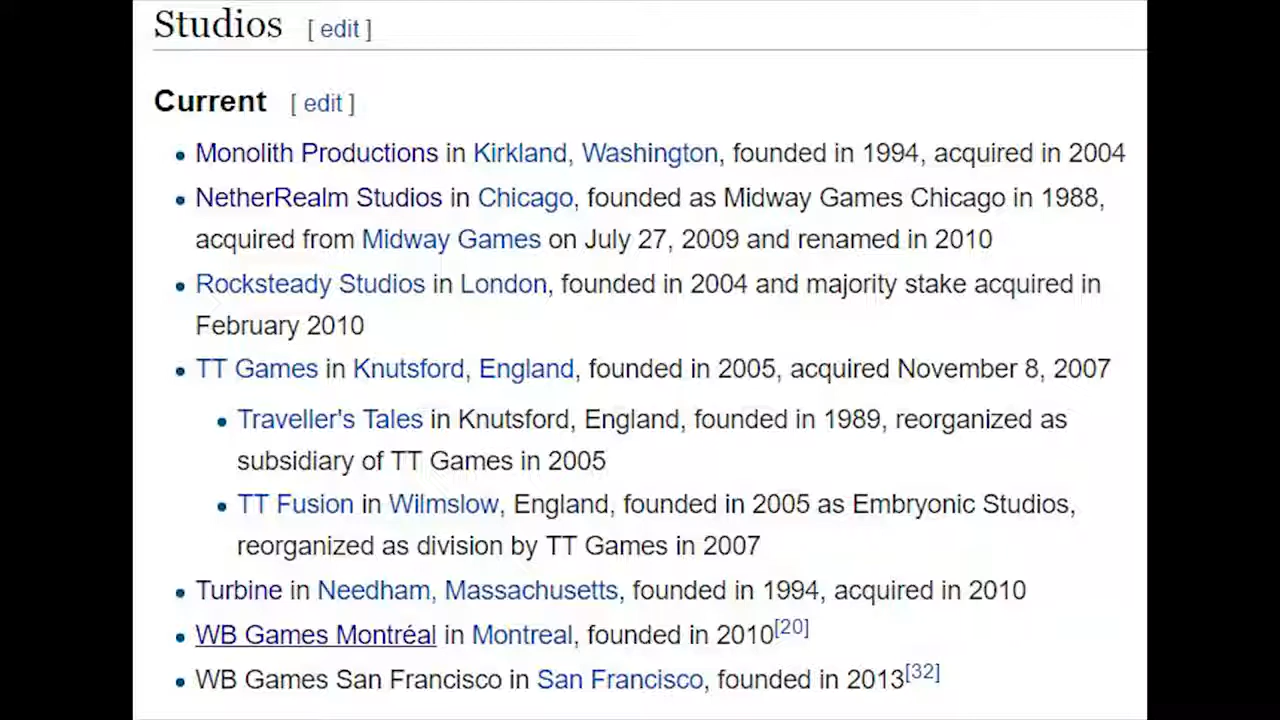 Studios [ edit ]
Current [ edit ]
• Monolith Productions in Kirkland, Washington, founded in 1994, acquired in 2004
• NetherRealm Studios in Chicago, founded as Midway Games Chicago in 1988,
acquired from Midway Games on July 27, 2009 and renamed in 2010
• Rocksteady Studios in London, founded in 2004 and majority stake acquired in
February 2010
• TT Games in Knutsford, England, founded in 2005, acquired November 8, 2007
• Traveller's Tales in Knutsford, England, founded in 1989, reorganized as
subsidiary of TT Games in 2005
• TT Fusion in Wilmslow, England, founded in 2005 as Embryonic Studios,
reorganized as division by TT Games in 2007
• Turbine in Needham, Massachusetts, founded in 1994, acquired in 2010
• WB Games Montréal in Montreal, founded in 2010[20]
• WB Games San Francisco in San Francisco, founded in 2013[32]